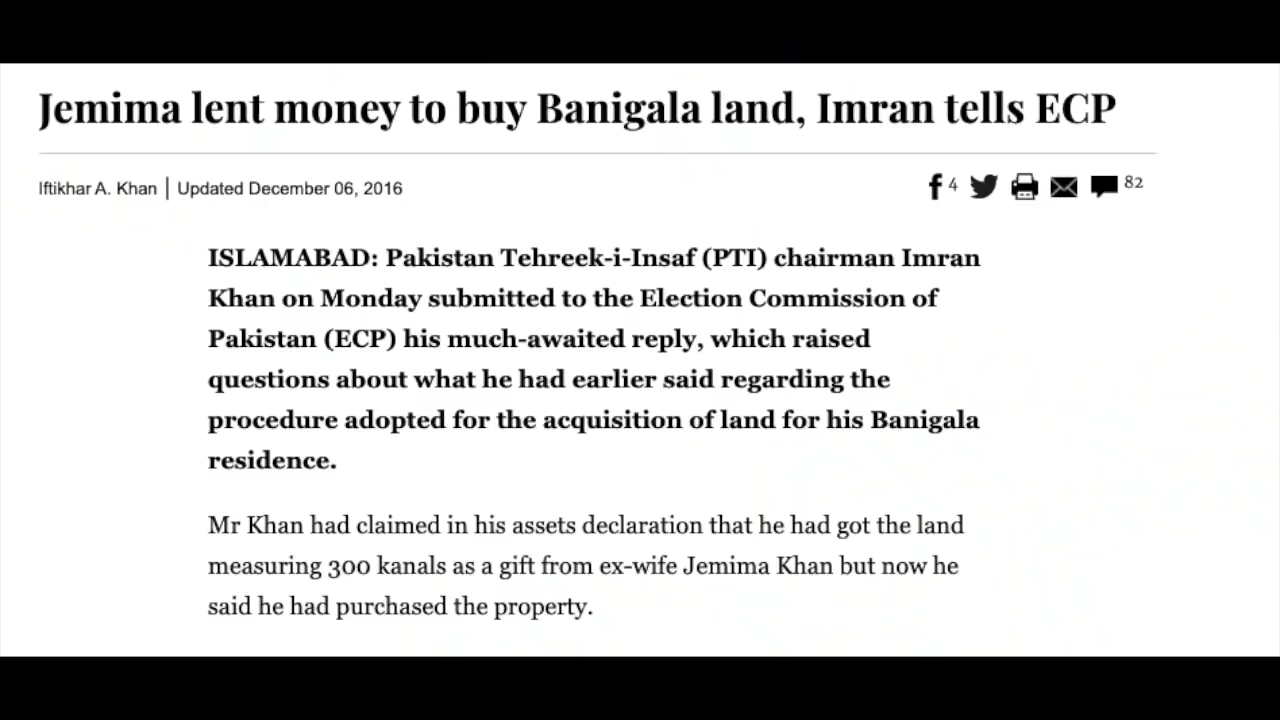 Jemima lent money to buy Banigala land, Imran tells ECP
Iftikhar A. Khan | Updated December 06, 2016
4
82
ISLAMABAD: Pakistan Tehreek-i-Insaf (PTI) chairman Imran
Khan on Monday submitted to the Election Commission of
Pakistan (ECP) his much-awaited reply, which raised
questions about what he had earlier said regarding the
procedure adopted for the acquisition of land for his Banigala
residence.
Mr Khan had claimed in his assets declaration that he had got the land
measuring 300 kanals as a gift from ex-wife Jemima Khan but now he
said he had purchased the property.